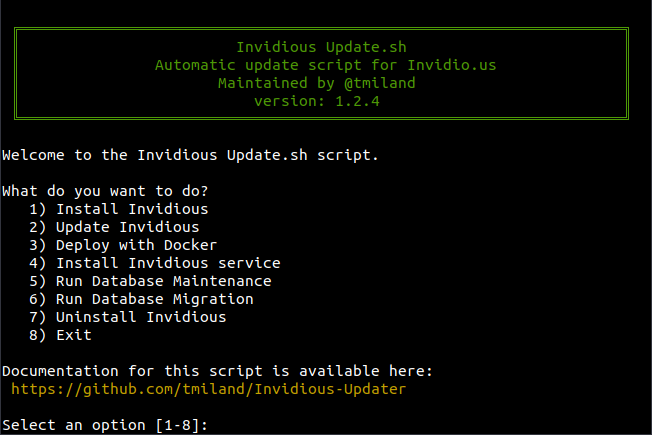 Invidious Update.sh
Automatic update script for Invidio.us
Maintained by @tmiland
version: 1.2.4
Welcome to the Invidious Update.sh script.
What do you want to do?
1) Install Invidious
2) Update Invidious
3) Deploy with Docker
4) Install Invidious service
5) Run Database Maintenance
6) Run Database Migration
7) Uninstall Invidious
8) Exit
Documentation for this script is available here:
https://github.com/tmiland/Invidious-Updater
Select an option [1-8]: